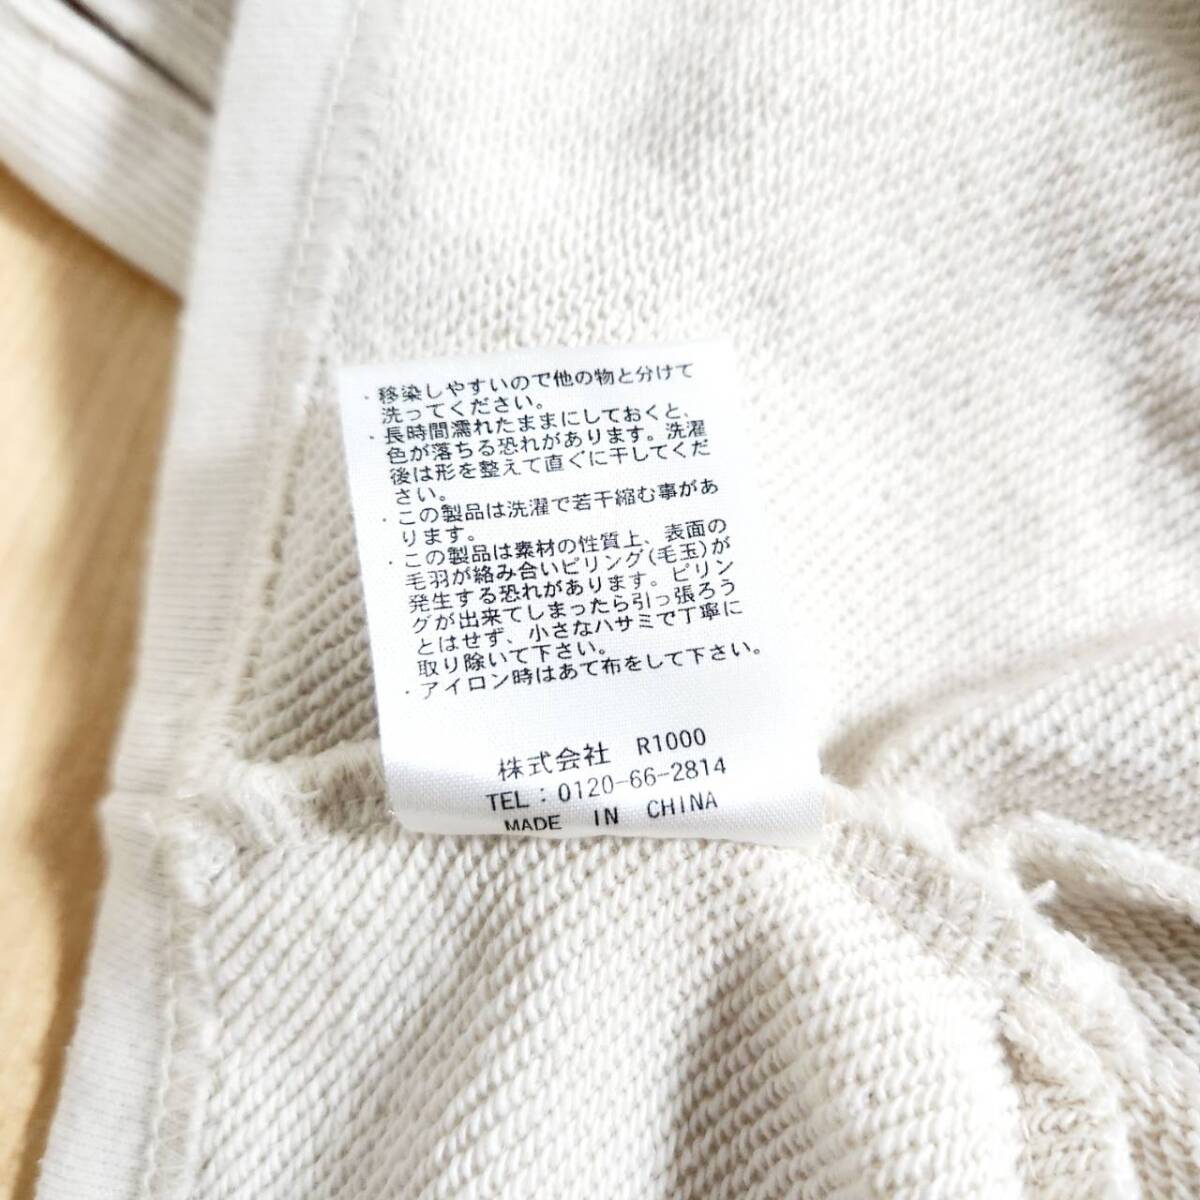 ・移染しやすいので他の物と分けて
洗ってください。
・長時間濡れたままにしておくと、
色が落ちる恐れがあります。洗濯
後は形を整えて直ぐに干してくだ
さい。
・この製品は洗濯で若干縮む事があ
ります。
・この製品は素材の性質上、表面の
毛羽が絡み合いピリング(毛玉)が
発生する恐れがあります。ピリン
グが出来てしまったら引っ張ろう
とはせず、小さなハサミで丁寧に
取り除いて下さい。
・アイロン時はあて布をして下さい。
株式会社 R1000
TEL:0120-66-2814
MADE IN CHINA